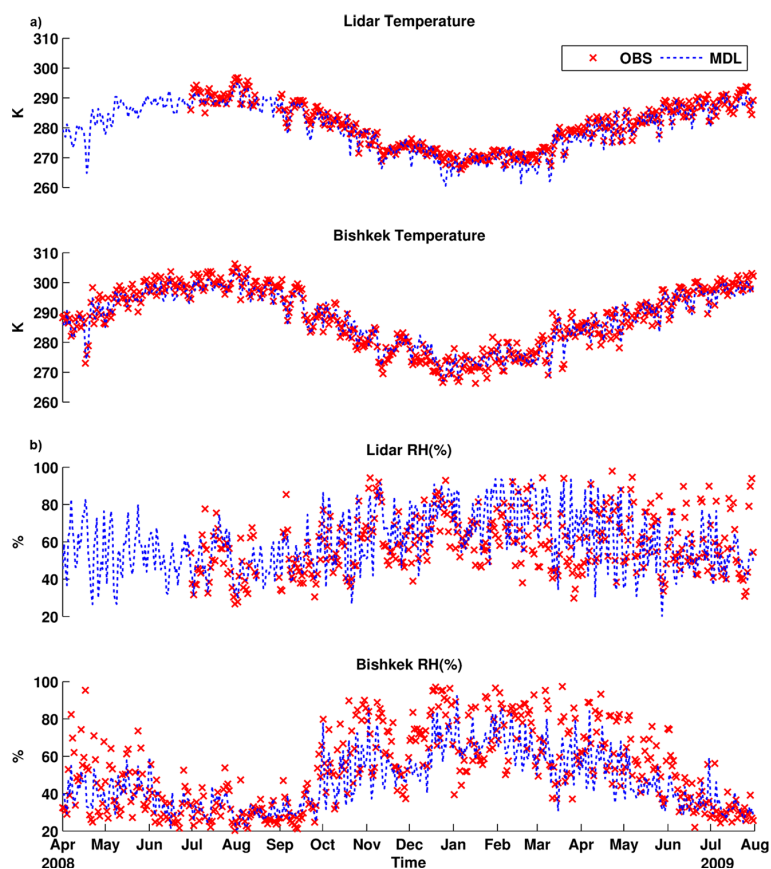 a)
Lidar Temperature
310
300
290
280
270
260
K
OBS MDL
Bishkek Temperature
310
300
290
280
270
260
K
b)
Lidar RH(%)
100
80
60
40
20
%
Bishkek RH(%)
100
80
60
40
20
%
Apr May Jun Jul Aug Sep Oct Nov Dec Jan Feb Mar Apr May Jun Jul Aug
2008 Time 2009